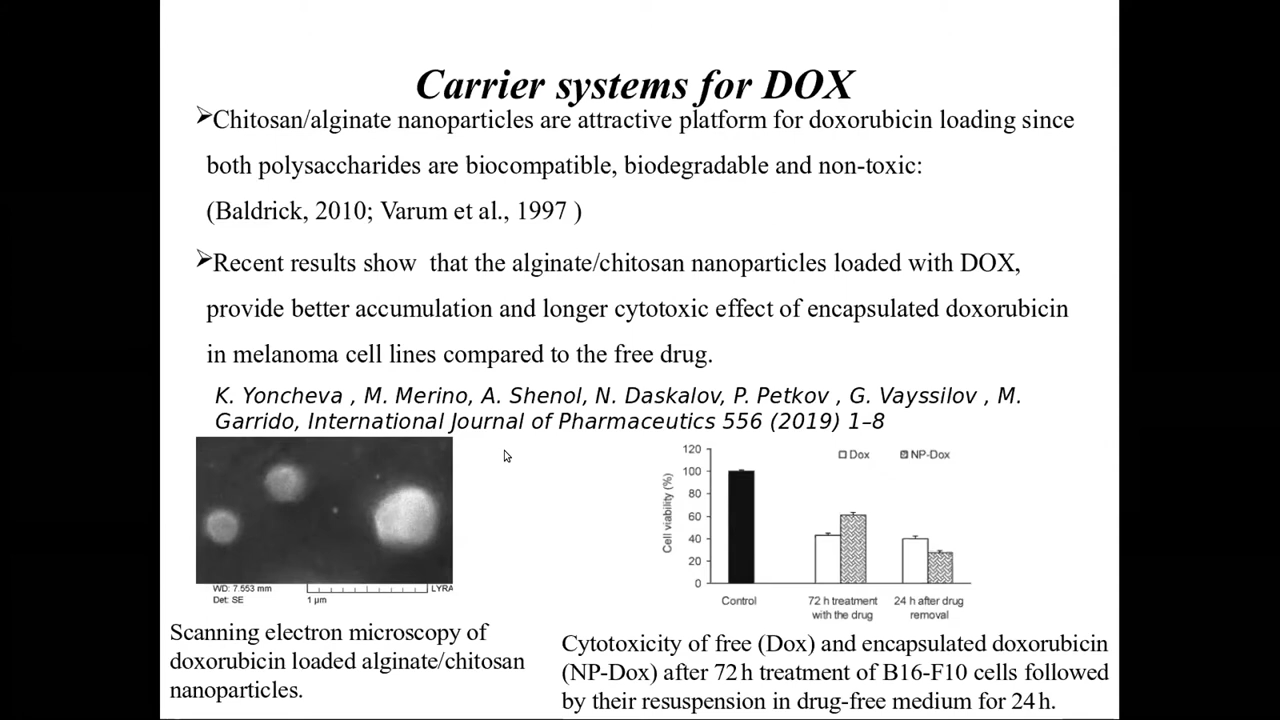 Carrier systems for DOX
➢Chitosan/alginate nanoparticles are attractive platform for doxorubicin loading since
both polysaccharides are biocompatible, biodegradable and non-toxic:
(Baldrick, 2010; Varum et al., 1997 )
➢Recent results show  that the alginate/chitosan nanoparticles loaded with DOX,
provide better accumulation and longer cytotoxic effect of encapsulated doxorubicin
in melanoma cell lines compared to the free drug.
K. Yoncheva , M. Merino, A. Shenol, N. Daskalov, P. Petkov , G. Vayssilov , M.
Garrido, International Journal of Pharmaceutics 556 (2019) 1–8
WD: 7.553 mm
LYRA
Det: SE
1 µm
Scanning electron microscopy of
doxorubicin loaded alginate/chitosan
nanoparticles.
Cell viability (%)
120
100
80
60
40
20
0
Dox
NP-Dox
Control
72 h treatment
with the drug
24 h after drug
removal
Cytotoxicity of free (Dox) and encapsulated doxorubicin
(NP-Dox) after 72 h treatment of B16-F10 cells followed
by their resuspension in drug-free medium for 24 h.